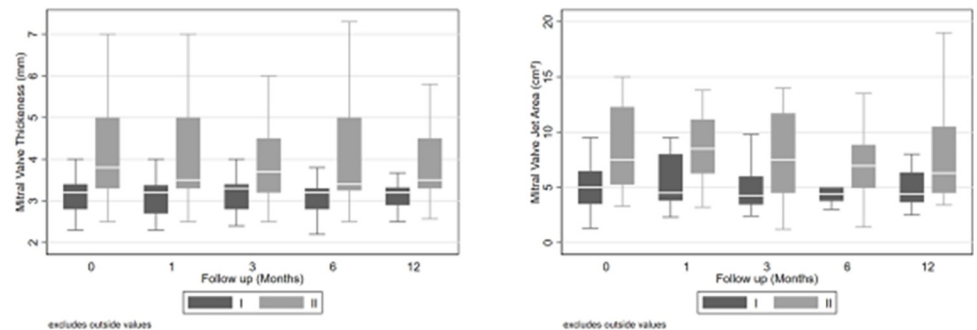 Mitral Valve Thickeness (mm)
7
6
5
4
3
2
0 1 3 6 12
Follow up (Months)
I II
excludes outside values
Mitral Valve Jet Area (cm²)
20
15
10
5
0
0 1 3 6 12
Follow up (Months)
I II
excludes outside values